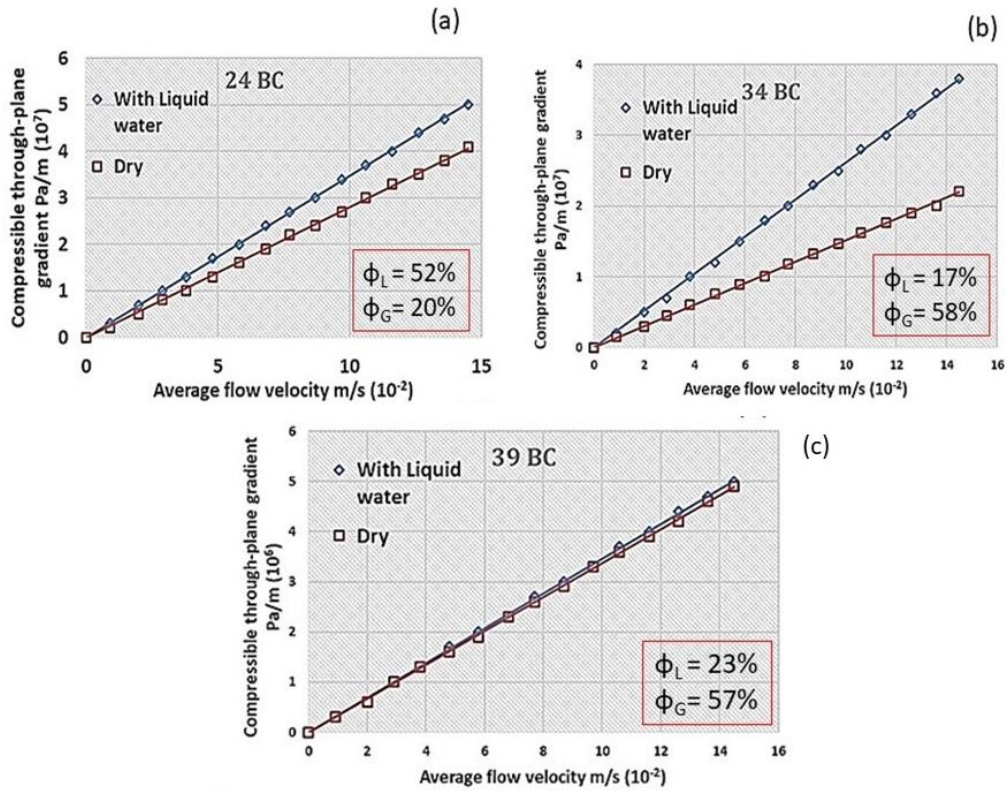 (a)
24 BC
Compressible through-plane
gradient Pa/m (10⁷)
With Liquid
water
Dry
6
5
4
3
2
1
0
ϕL = 52%
ϕG= 20%
0
5
10
15
Average flow velocity m/s (10⁻²)
(b)
34 BC
Compressible through-plane gradient
Pa/m (10⁷)
With Liquid
water
Dry
4
3
2
1
0
ϕL = 17%
ϕG= 58%
0 2 4 6 8 10 12 14 16
Average flow velocity m/s (10⁻²)
(c)
39 BC
Compressible through-plane gradient
Pa/m (10⁶)
With Liquid
water
Dry
6
5
4
3
2
1
0
ϕL = 23%
ϕG= 57%
0 2 4 6 8 10 12 14 16
Average flow velocity m/s (10⁻²)